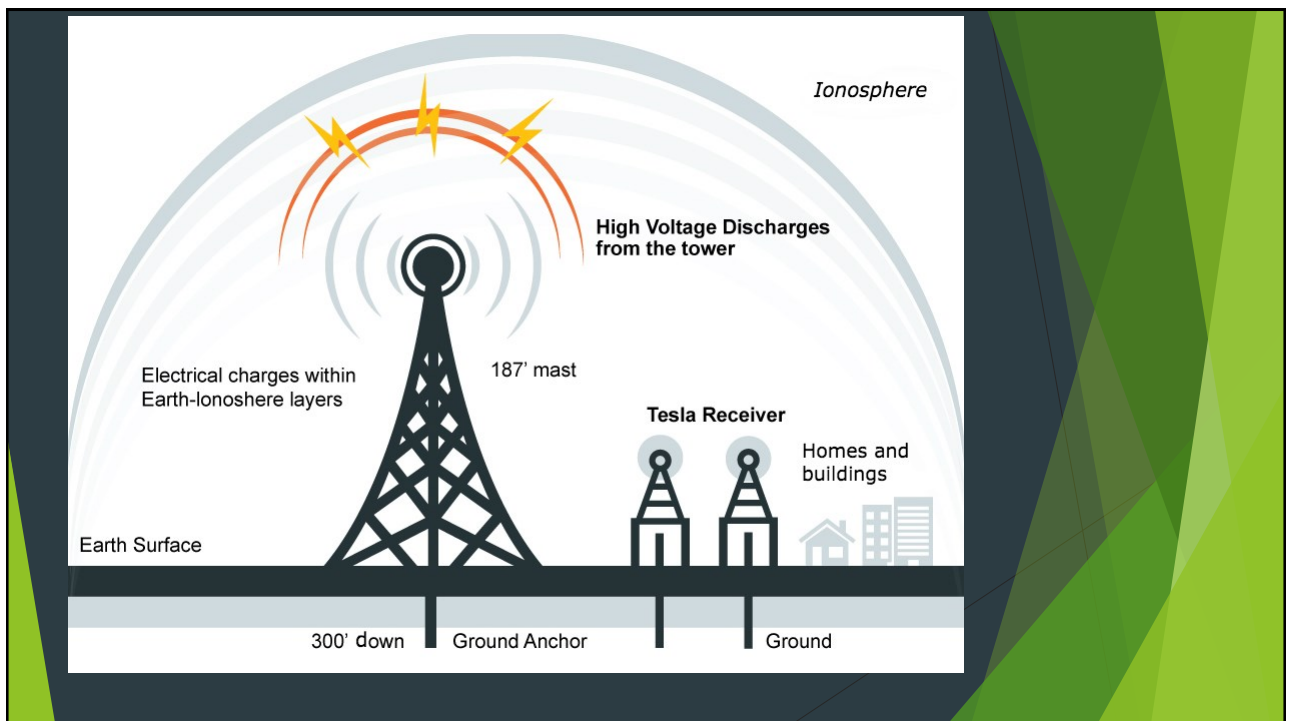 Ionosphere
High Voltage Discharges
from the tower
187' mast
Electrical charges within
Earth-Ionoshere layers
Tesla Receiver
Homes and
buildings
Earth Surface
300' down
Ground Anchor
Ground